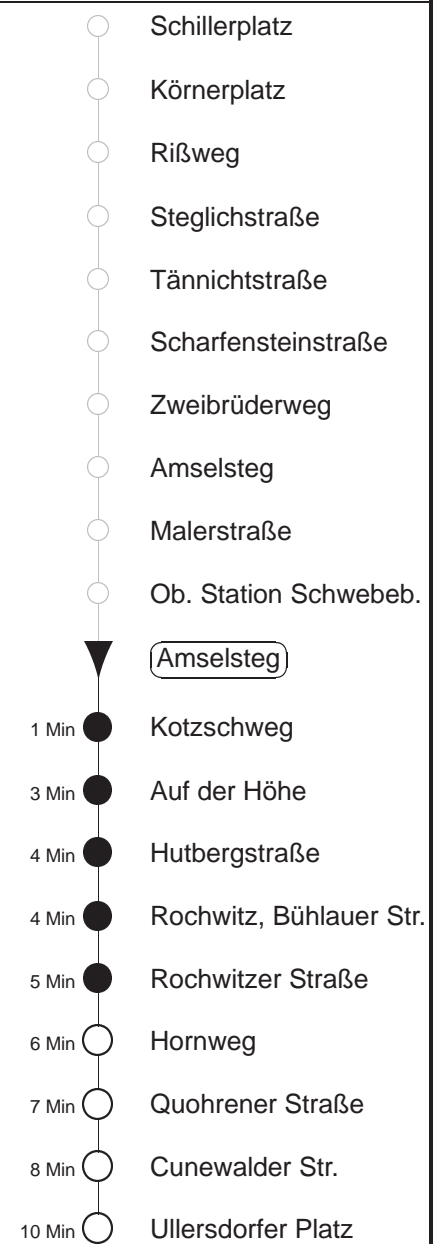 Schillerplatz
Körnerplatz
Rißweg
Steglichstraße
Tännichtstraße
Scharfensteinstraße
Zweibrüderweg
Amselsteg
Malerstraße
Ob. Station Schwebeb.
Amselsteg
1 Min Kotzschweg
3 Min Auf der Höhe
4 Min Hutbergstraße
4 Min Rochwitz, Bühlauer Str.
5 Min Rochwitzer Straße
6 Min Hornweg
7 Min Quohrener Straße
8 Min Cunewalder Str.
10 Min Ullersdorfer Platz